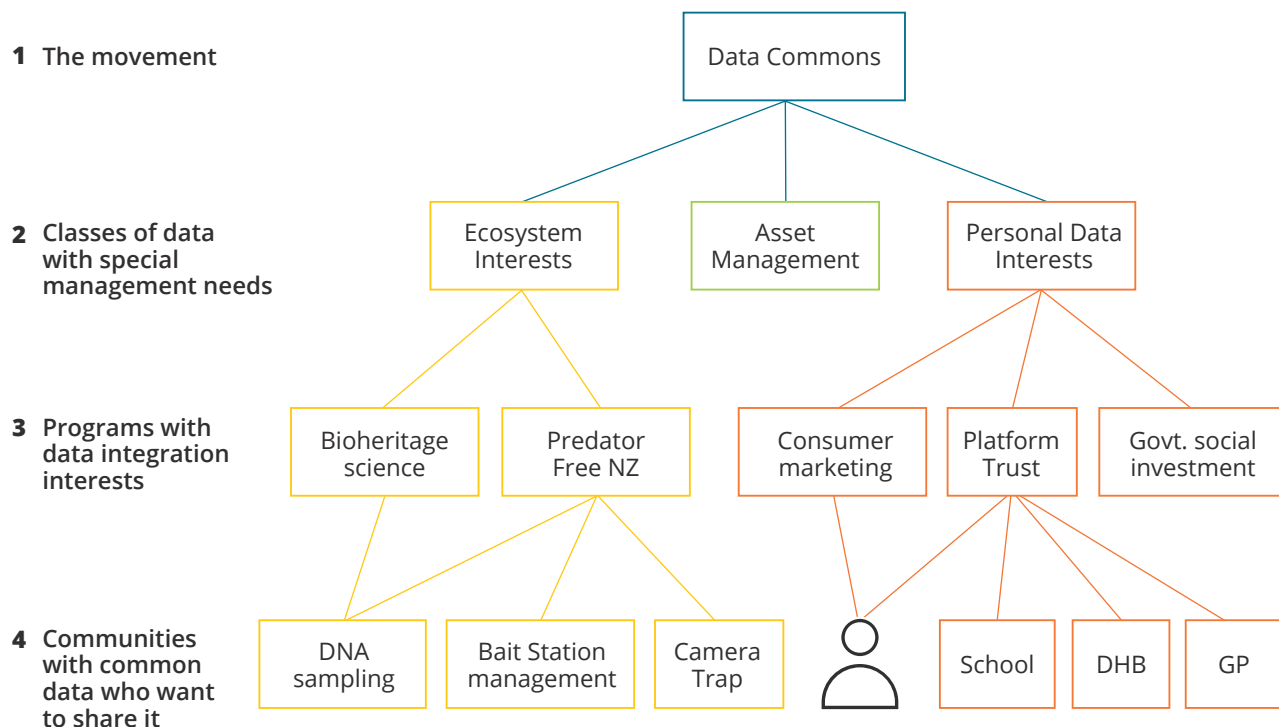 1 The movement
Data Commons
2 Classes of data
with special
management needs
Ecosystem
Interests
Asset
Management
Personal Data
Interests
3 Programs with
data integration
interests
Bioheritage
science
Predator
Free NZ
Consumer
marketing
Platform
Trust
Govt. social
investment
4 Communities
with common
data who want
to share it
DNA
sampling
Bait Station
management
Camera
Trap
School
DHB
GP